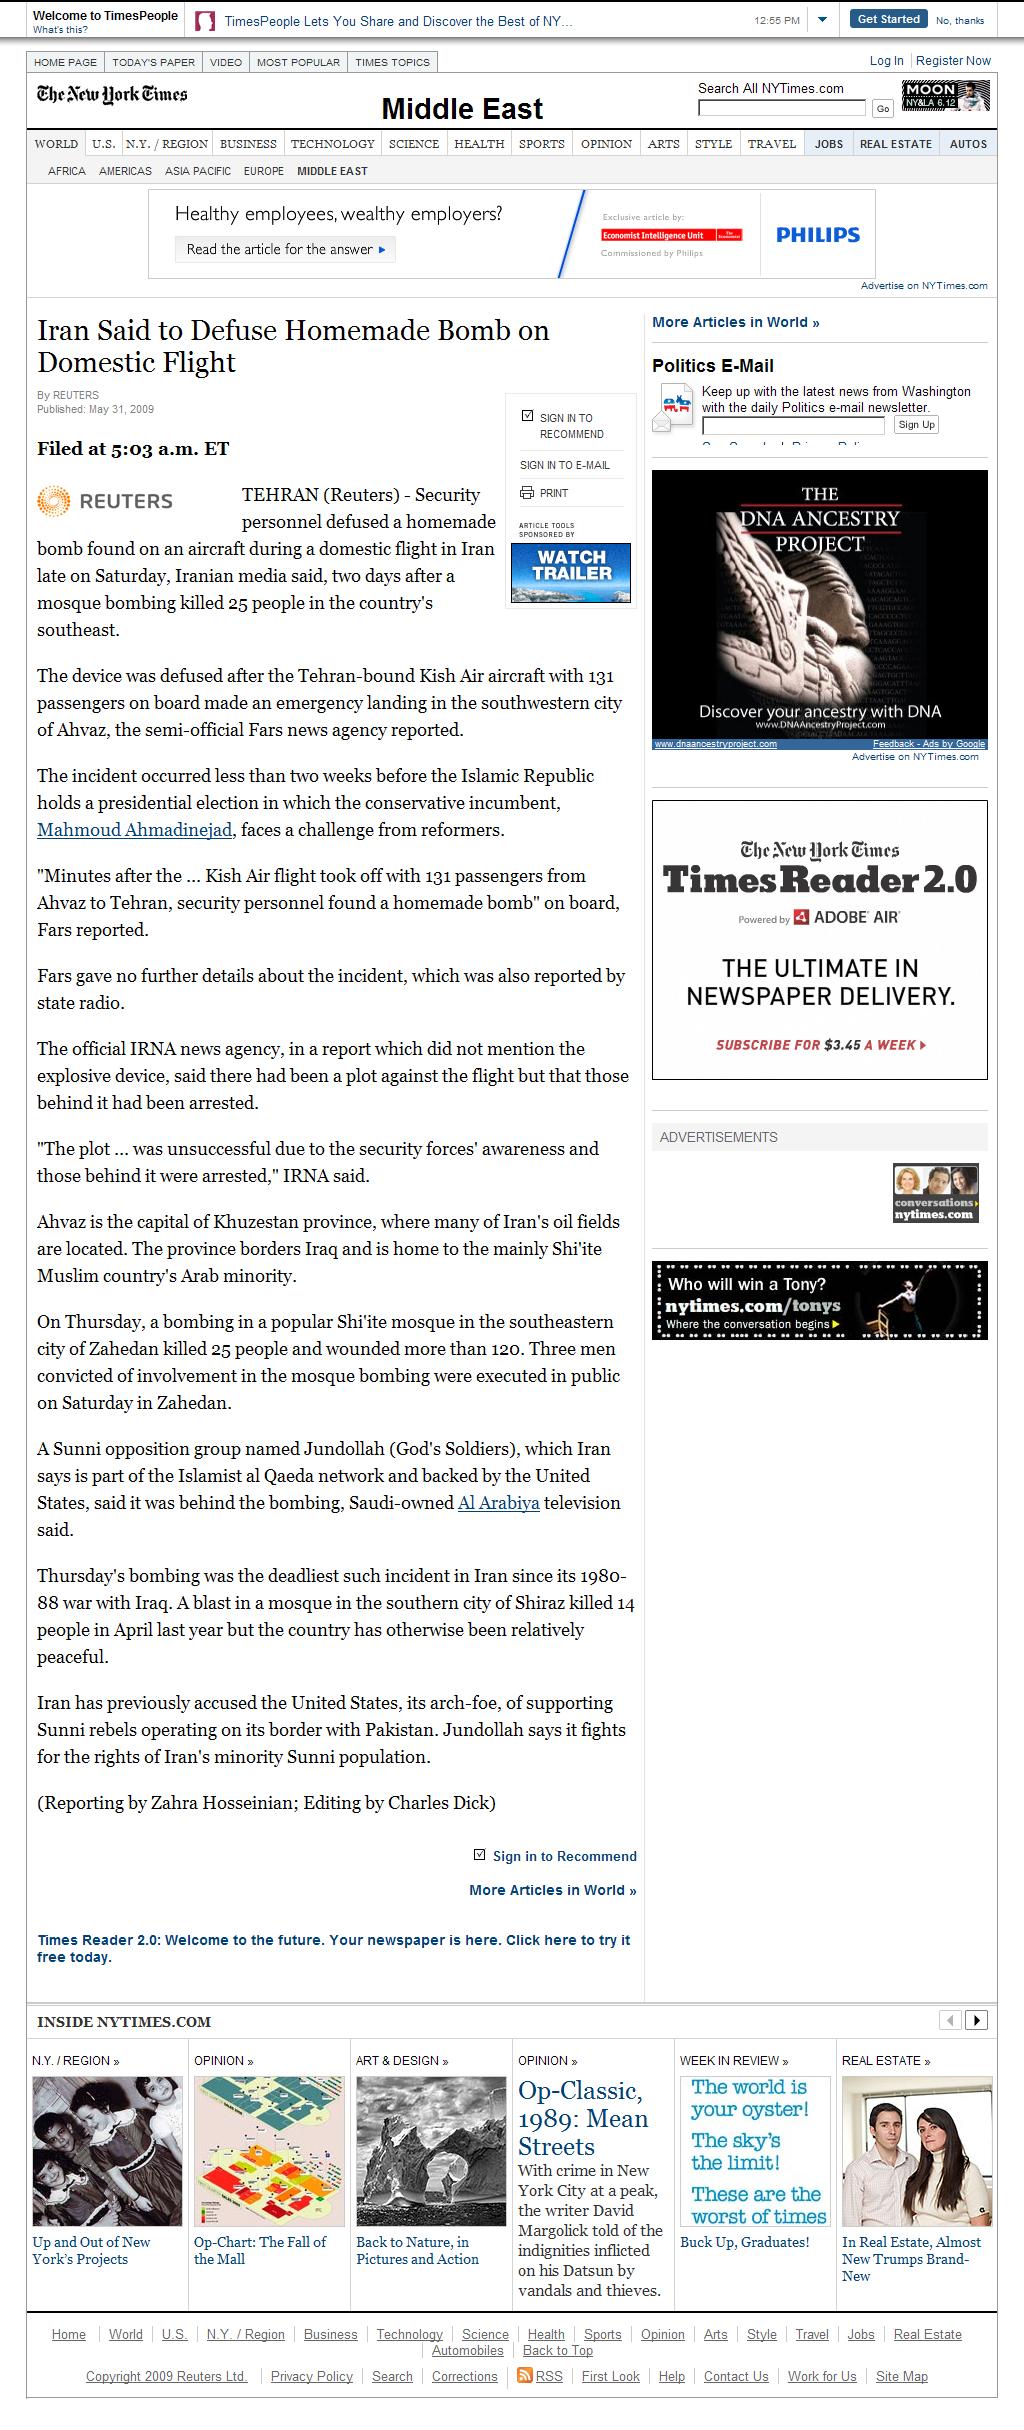 Welcome to TimesPeople
What's this?
TimesPeople Lets You Share and Discover the Best of NY...
12:55 PM
Get Started
No, thanks
HOME PAGE
TODAY'S PAPER
VIDEO
MOST POPULAR
TIMES TOPICS
Log In
Register Now
The New York Times
Middle East
Search All NYTimes.com
Go
MOON
NY&LA 6.12
WORLD
U.S.
N.Y. / REGION
BUSINESS
TECHNOLOGY
SCIENCE
HEALTH
SPORTS
OPINION
ARTS
STYLE
TRAVEL
JOBS
REAL ESTATE
AUTOS
AFRICA
AMERICAS
ASIA PACIFIC
EUROPE
MIDDLE EAST
Healthy employees, wealthy employers?
Read the article for the answer
Exclusive article by:
Economist Intelligence Unit
Commissioned by Philips
PHILIPS
Advertise on NYTimes.com
Iran Said to Defuse Homemade Bomb on
Domestic Flight
By REUTERS
Published: May 31, 2009
Filed at 5:03 a.m. ET
SIGN IN TO
RECOMMEND
SIGN IN TO E-MAIL
PRINT
ARTICLE TOOLS
SPONSORED BY
WATCH
TRAILER
REUTERS
TEHRAN (Reuters) - Security
personnel defused a homemade
bomb found on an aircraft during a domestic flight in Iran
late on Saturday, Iranian media said, two days after a
mosque bombing killed 25 people in the country's
southeast.
The device was defused after the Tehran-bound Kish Air aircraft with 131
passengers on board made an emergency landing in the southwestern city
of Ahvaz, the semi-official Fars news agency reported.
The incident occurred less than two weeks before the Islamic Republic
holds a presidential election in which the conservative incumbent,
Mahmoud Ahmadinejad, faces a challenge from reformers.
"Minutes after the ... Kish Air flight took off with 131 passengers from
Ahvaz to Tehran, security personnel found a homemade bomb" on board,
Fars reported.
Fars gave no further details about the incident, which was also reported by
state radio.
The official IRNA news agency, in a report which did not mention the
explosive device, said there had been a plot against the flight but that those
behind it had been arrested.
"The plot ... was unsuccessful due to the security forces' awareness and
those behind it were arrested," IRNA said.
Ahvaz is the capital of Khuzestan province, where many of Iran's oil fields
are located. The province borders Iraq and is home to the mainly Shi'ite
Muslim country's Arab minority.
On Thursday, a bombing in a popular Shi'ite mosque in the southeastern
city of Zahedan killed 25 people and wounded more than 120. Three men
convicted of involvement in the mosque bombing were executed in public
on Saturday in Zahedan.
A Sunni opposition group named Jundollah (God's Soldiers), which Iran
says is part of the Islamist al Qaeda network and backed by the United
States, said it was behind the bombing, Saudi-owned Al Arabiya television
said.
Thursday's bombing was the deadliest such incident in Iran since its 1980-
88 war with Iraq. A blast in a mosque in the southern city of Shiraz killed 14
people in April last year but the country has otherwise been relatively
peaceful.
Iran has previously accused the United States, its arch-foe, of supporting
Sunni rebels operating on its border with Pakistan. Jundollah says it fights
for the rights of Iran's minority Sunni population.
(Reporting by Zahra Hosseinian; Editing by Charles Dick)
Sign in to Recommend
More Articles in World »
Times Reader 2.0: Welcome to the future. Your newspaper is here. Click here to try it
free today.
More Articles in World »
Politics E-Mail
Keep up with the latest news from Washington
with the daily Politics e-mail newsletter.
Sign Up
THE
DNA ANCESTRY
PROJECT
Discover your ancestry with DNA
www.DNAAncestryProject.com
www.dnaancestryproject.com
Feedback - Ads by Google
Advertise on NYTimes.com
The New York Times
TimesReader 2.0
Powered by ADOBE AIR
THE ULTIMATE IN
NEWSPAPER DELIVERY.
SUBSCRIBE FOR $3.45 A WEEK
ADVERTISEMENTS
conversations
nytimes.com
Who will win a Tony?
nytimes.com/tonys
Where the conversation begins
INSIDE NYTIMES.COM
N.Y. / REGION »
Up and Out of New
York's Projects
OPINION »
Op-Chart: The Fall of
the Mall
ART & DESIGN »
Back to Nature, in
Pictures and Action
OPINION »
Op-Classic,
1989: Mean
Streets
With crime in New
York City at a peak,
the writer David
Margolick told of the
indignities inflicted
on his Datsun by
vandals and thieves.
WEEK IN REVIEW »
The world is
your oyster!
The sky's
the limit!
These are the
worst of times
Buck Up, Graduates!
REAL ESTATE »
In Real Estate, Almost
New Trumps Brand-
New
Home
World
U.S.
N.Y. / Region
Business
Technology
Science
Health
Sports
Opinion
Arts
Style
Travel
Jobs
Real Estate
Automobiles
Back to Top
Copyright 2009 Reuters Ltd.
Privacy Policy
Search
Corrections
RSS
First Look
Help
Contact Us
Work for Us
Site Map